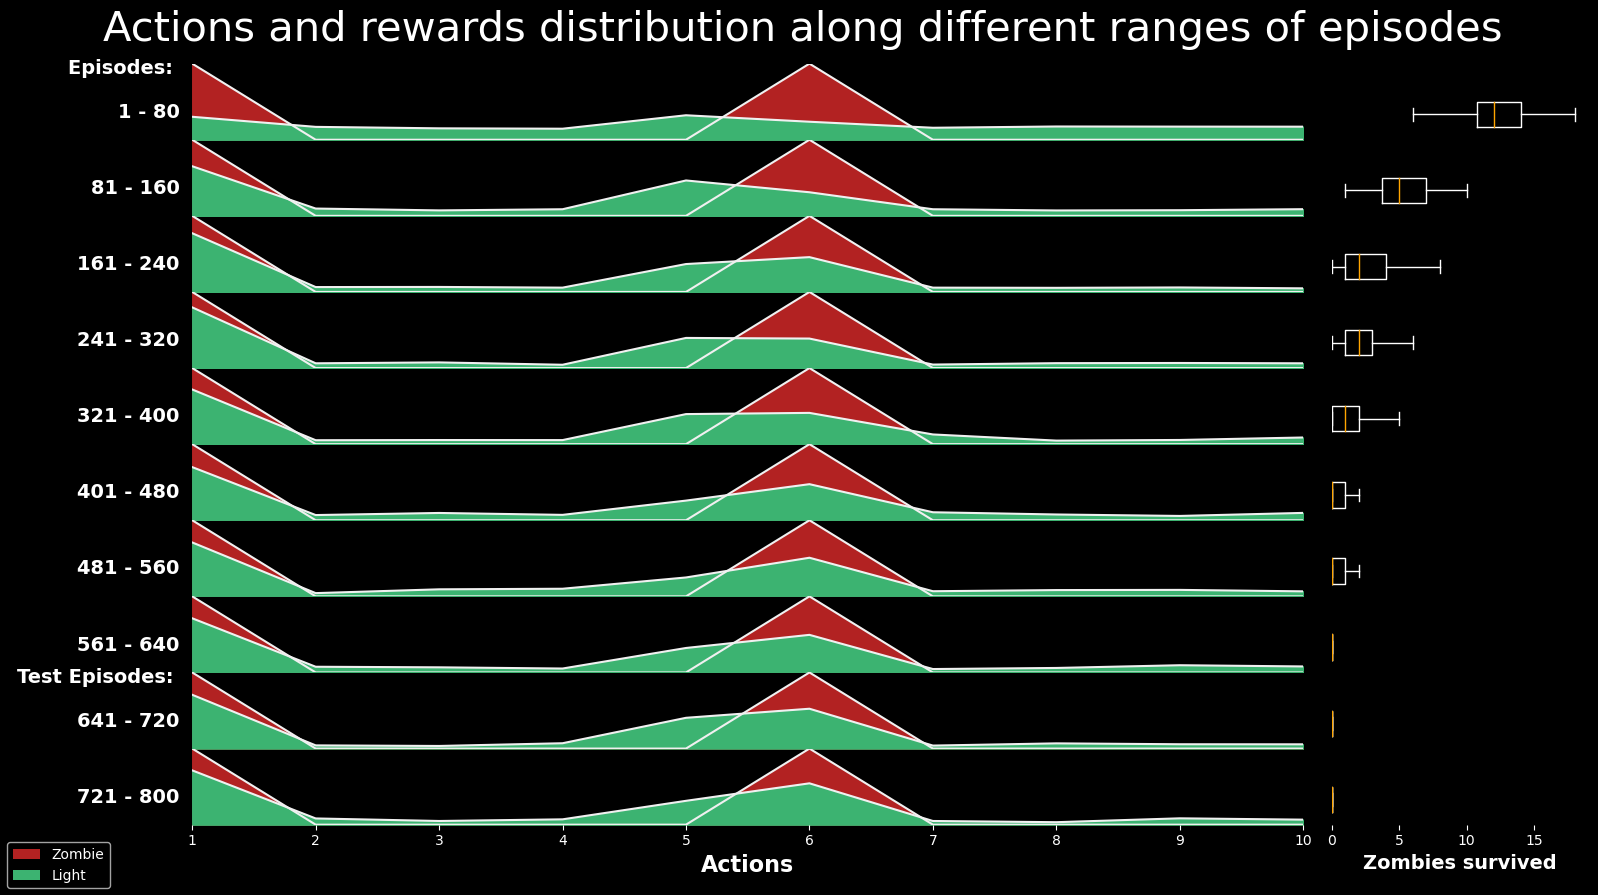 Actions and rewards distribution along different ranges of episodes
Episodes:
1 - 80
81 - 160
161 - 240
241 - 320
321 - 400
401 - 480
481 - 560
561 - 640
Test Episodes:
641 - 720
721 - 800
1 2 3 4 5 6 7 8 9 10
0 5 10 15
Actions
Zombies survived
Zombie
Light